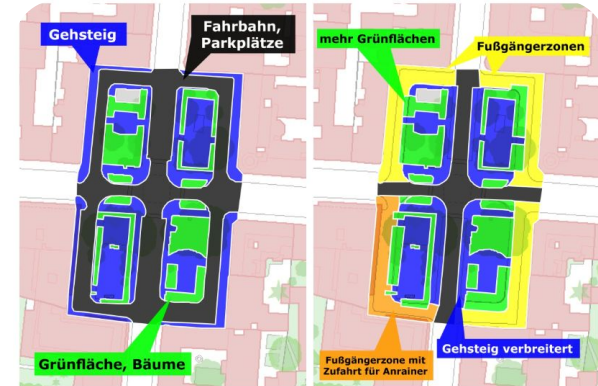 Gehsteig
Fahrbahn,
Parkplätze
Grünfläche, Bäume
mehr Grünflächen
Fußgängerzonen
Fußgängerzone mit
Zufahrt für Anrainer
Gehsteig verbreitert